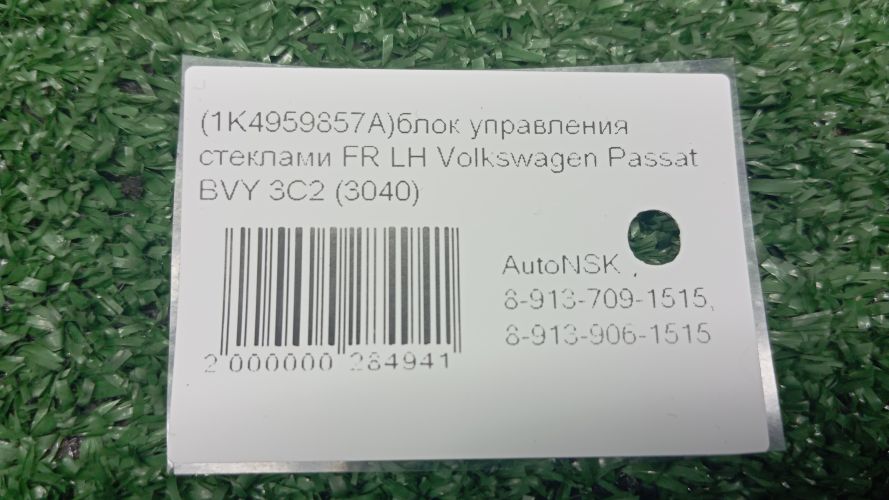 (1K4959857A)блок управления
стеклами FR LH Volkswagen Passat
BVY 3C2 (3040)
AutoNSK ,
8-913-709-1515,
8-913-906-1515
2 000000 284941